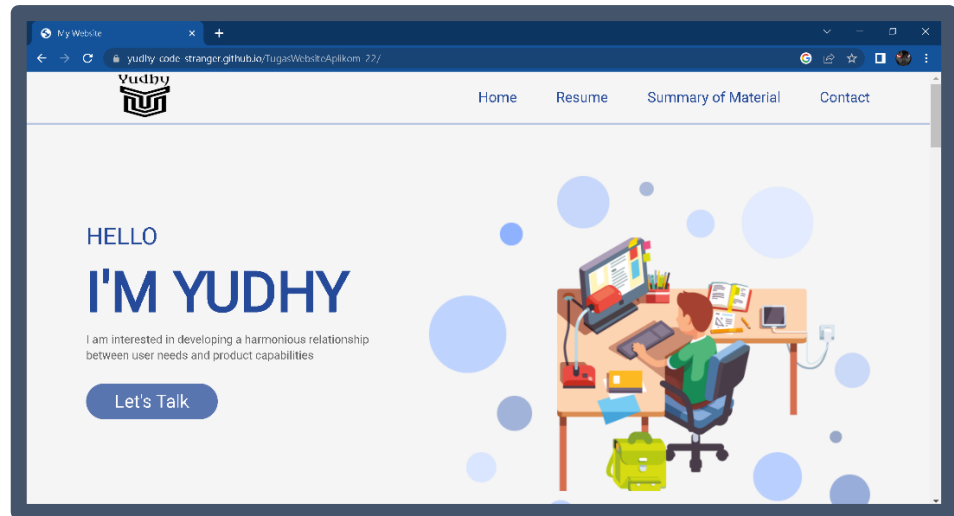 My Website
yudhy-code-stranger.github.io/TugasWebsiteAplikom-22/
Yudhy
Home Resume Summary of Material Contact
HELLO
I'M YUDHY
I am interested in developing a harmonious relationship
between user needs and product capabilities
Let's Talk